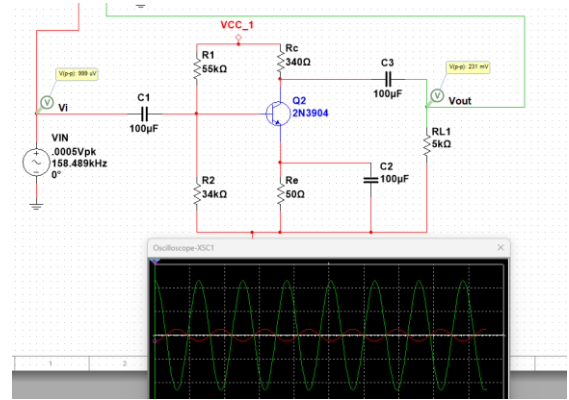 VCC_1
R1
55kΩ
Rc
340Ω
C3
100µF
V(p-p): 999 uV
V
Vi
C1
100µF
Q2
2N3904
V(p-p): 231 mV
V
Vout
RL1
5kΩ
VIN
.0005Vpk
158.489kHz
0°
R2
34kΩ
Re
50Ω
C2
100µF
Oscilloscope-XSC1
1
2